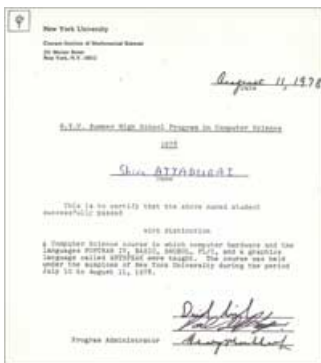 New York University
Courant Institute of Mathematical Sciences
251 Mercer Street
New York, N.Y. 10012
August 11, 1978
Date
N.Y.U. Summer High School Program in Computer Science
1978
Shiva AYYADURAI
Name
This is to certify that the above named student
successfully passed
with distinction
a Computer Science course in which computer hardware and the
languages FORTRAN IV, BASIC, SNOBOL, PL/1, and a graphics
language called were taught. The course was held
under the auspices of New York University during the period
July to August 11, 1978.
Program Administrator